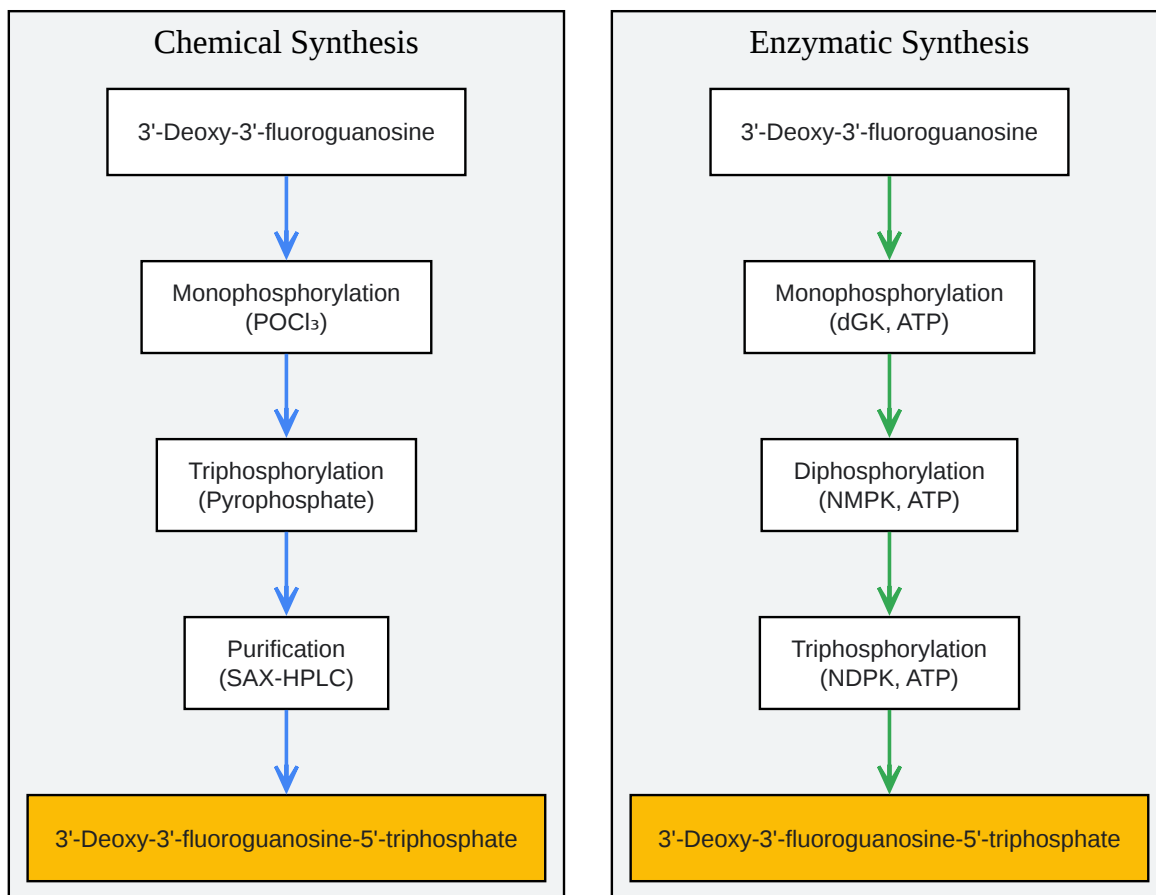 Chemical Synthesis
3'-Deoxy-3'-fluoroguanosine
Monophosphorylation
(POCl₃)
Triphosphorylation
(Pyrophosphate)
Purification
(SAX-HPLC)
3'-Deoxy-3'-fluoroguanosine-5'-triphosphate
Enzymatic Synthesis
3'-Deoxy-3'-fluoroguanosine
Monophosphorylation
(dGK, ATP)
Diphosphorylation
(NMPK, ATP)
Triphosphorylation
(NDPK, ATP)
3'-Deoxy-3'-fluoroguanosine-5'-triphosphate